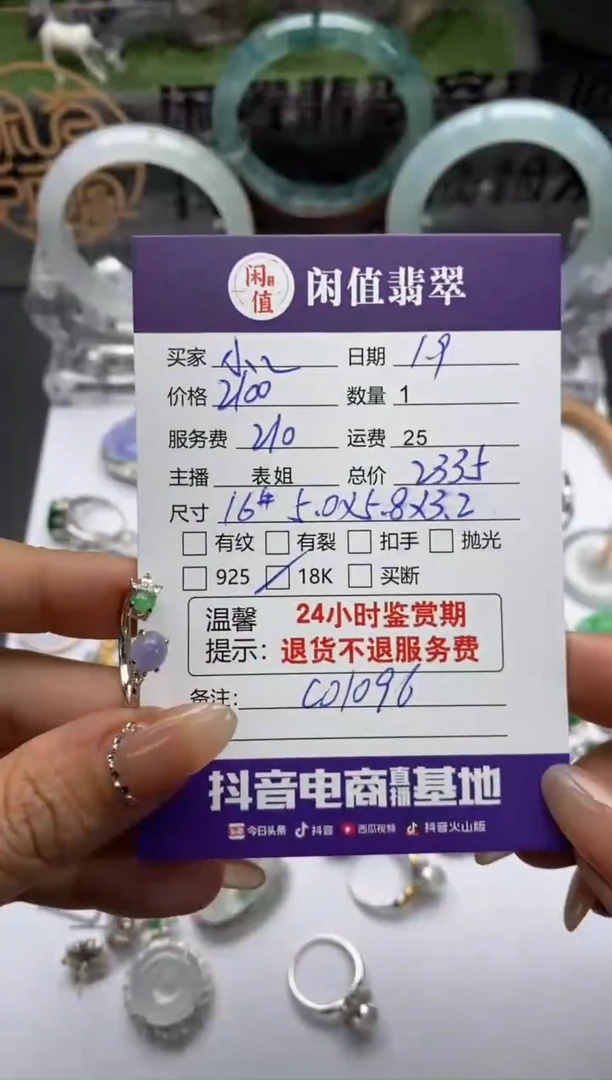 闲值
闲值翡翠
买家 小 日期 19
价格 2100 数量 1
服务费 210 运费 25
主播 表姐 总价 2335
尺寸 16# 5.0X5.8X3.2
有纹 有裂 扣手 抛光
925 18K 买断
温馨提示：24小时鉴赏期
退货不退服务费
备注: C01096
抖音电商直播基地
今日头条 抖音 西瓜视频 抖音火山版